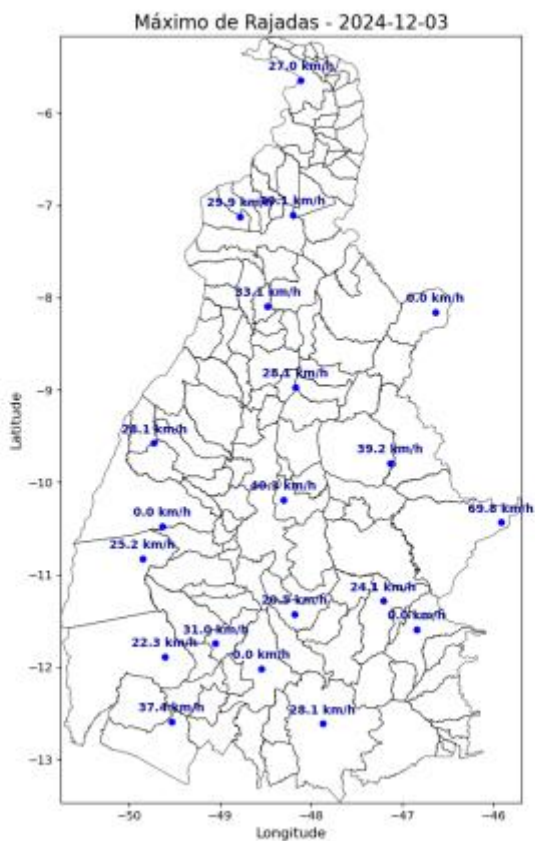 Máximo de Rajadas - 2024-12-03
27.0 km/h
29.9 km/h
33.1 km/h
0.0 km/h
28.1 km/h
39.2 km/h
0.0 km/h
69.8 km/h
25.2 km/h
24.1 km/h
0.0 km/h
31.0 km/h
22.3 km/h
0.0 km/h
37.4 km/h
28.1 km/h
Latitude
−6
−7
−8
−9
−10
−11
−12
−13
−50
−49
−48
−47
−46
Longitude